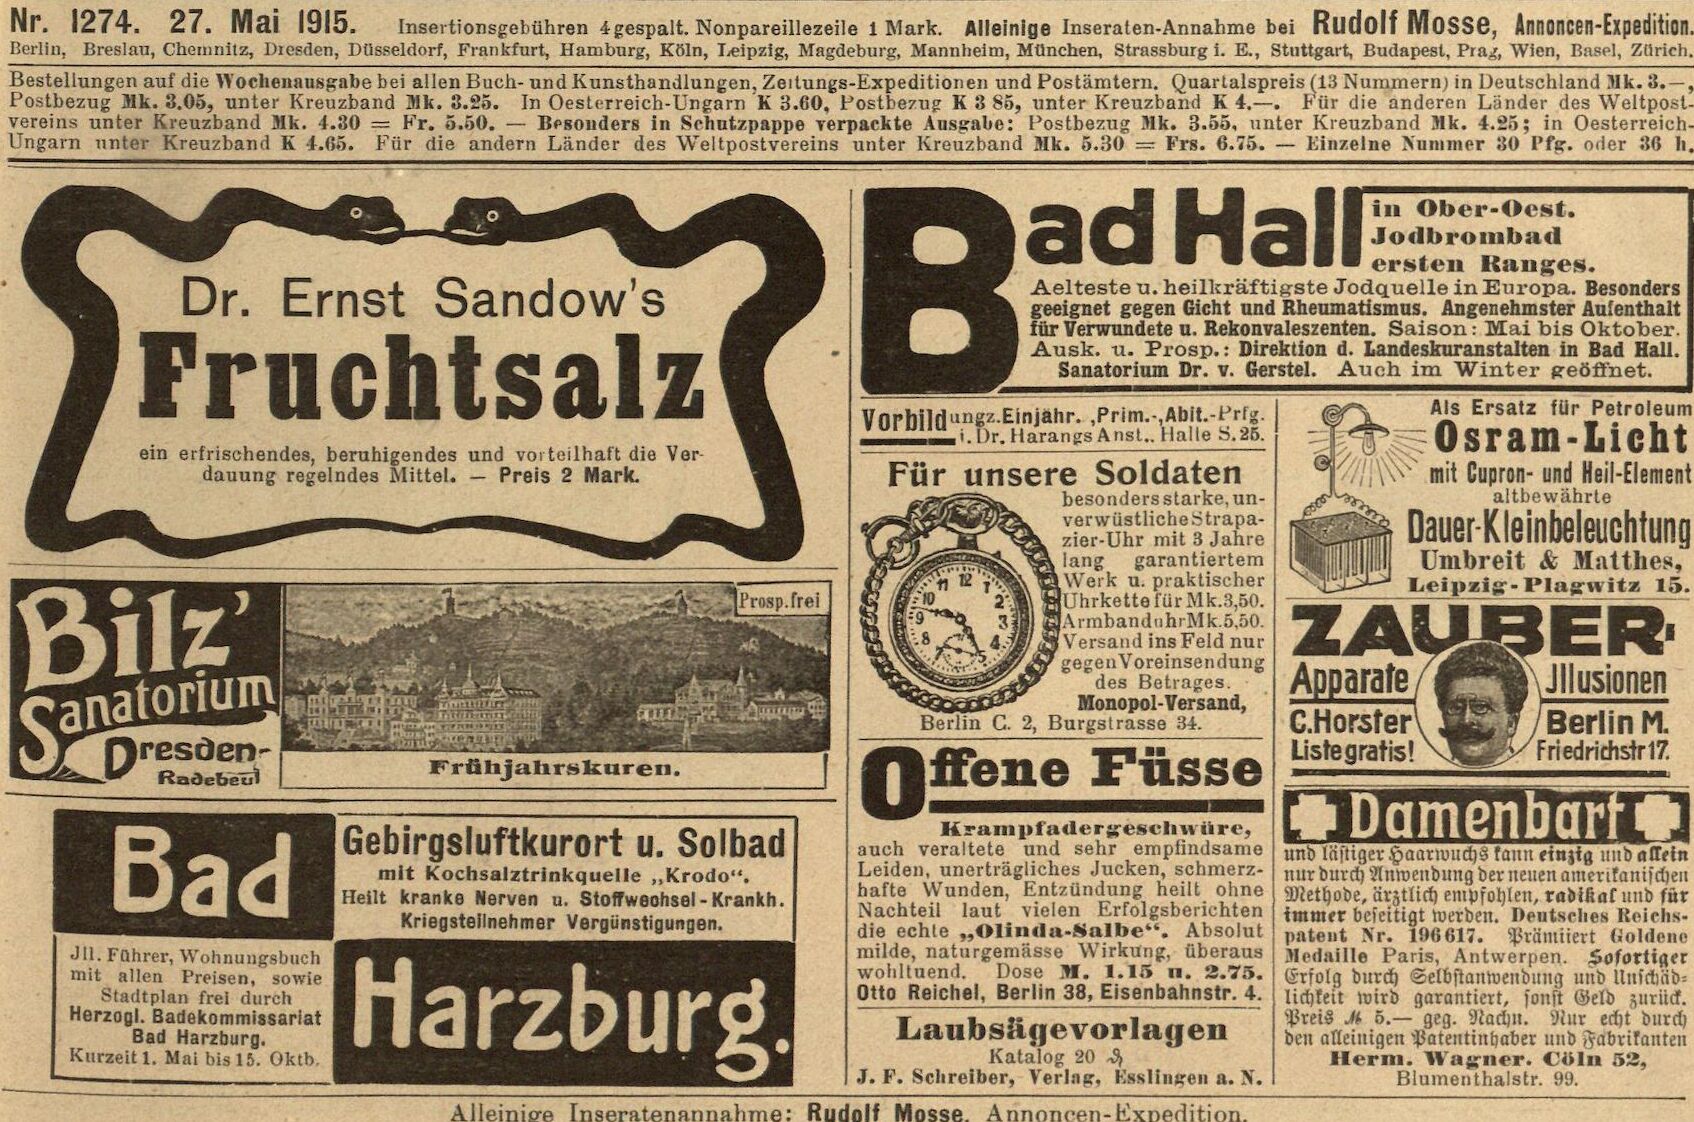 Nr. 1274. 27. Mai 1915. Insertionsgebühren 4gespalt. Nonpareillezeile 1 Mark. Alleinige Inseraten-Annahme bei Rudolf Mosse, Annoncen-Expedition.
Berlin, Breslau, Chemnitz, Dresden, Düsseldorf, Frankfurt, Hamburg, Köln, Leipzig, Magdeburg, Mannheim, München, Strassburg i. E., Stuttgart, Budapest, Prag, Wien, Basel, Zürich.
Bestellungen auf die Wochenausgabe bei allen Buch- und Kunsthandlungen, Zeitungs-Expeditionen und Postämtern. Quartalspreis (13 Nummern) in Deutschland Mk. 3.—,
Postbezug Mk. 3.05, unter Kreuzband Mk. 3.25. In Oesterreich-Ungarn K 3.60, Postbezug K 3 85, unter Kreuzband K 4.—. Für die anderen Länder des Weltpost-
vereins unter Kreuzband Mk. 4.30 = Fr. 5.50. — Besonders in Schutzpappe verpackte Ausgabe: Postbezug Mk. 3.55, unter Kreuzband Mk. 4.25; in Oesterreich-
Ungarn unter Kreuzband K 4.65. Für die andern Länder des Weltpostvereins unter Kreuzband Mk. 5.30 = Frs. 6.75. — Einzelne Nummer 30 Pfg. oder 36 h.
Dr. Ernst Sandow's
Fruchtsalz
ein erfrischendes, beruhigendes und vorteilhaft die Ver-
dauung regelndes Mittel. — Preis 2 Mark.
Bilz'
Sanatorium
Dresden-
Radebeul
Prosp. frei
Frühjahrskuren.
Bad
Gebirgsluftkurort u. Solbad
mit Kochsalztrinkquelle „Krodo“.
Heilt kranke Nerven u. Stoffwechsel-Krankh.
Kriegsteilnehmer Vergünstigungen.
Jll. Führer, Wohnungsbuch
mit allen Preisen, sowie
Stadtplan frei durch
Herzogl. Badekommissariat
Bad Harzburg.
Kurzeit 1. Mai bis 15. Oktb.
Harzburg.
Bad Hall
in Ober-Oest.
Jodbrombad
ersten Ranges.
Aelteste u. heilkräftigste Jodquelle in Europa. Besonders
geeignet gegen Gicht und Rheumatismus. Angenehmster Aufenthalt
für Verwundete u. Rekonvaleszenten. Saison: Mai bis Oktober.
Ausk. u. Prosp.: Direktion d. Landeskuranstalten in Bad Hall.
Sanatorium Dr. v. Gerstel. Auch im Winter geöffnet.
Vorbildungz. Einjähr.,Prim.-,Abit.-Prfg.
i. Dr. Harangs Anst., Halle S. 25.
Für unsere Soldaten
besonders starke, un-
verwüstliche Strapa-
zier-Uhr mit 3 Jahre
lang garantiertem
Werk u. praktischer
Uhrkette für Mk. 3,50.
Armbanduhr Mk. 5,50.
Versand ins Feld nur
gegen Voreinsendung
des Betrages.
Monopol-Versand,
Berlin C. 2, Burgstrasse 34.
11 12 1
10 2
9 3
8 4
7 5
Offene Füsse
Krampfadergeschwüre,
auch veraltete und sehr empfindsame
Leiden, unerträgliches Jucken, schmerz-
hafte Wunden, Entzündung heilt ohne
Nachteil laut vielen Erfolgsberichten
die echte „Olinda-Salbe“. Absolut
milde, naturgemässe Wirkung, überaus
wohltuend. Dose M. 1.15 u. 2.75.
Otto Reichel, Berlin 38, Eisenbahnstr. 4.
Laubsägevorlagen
Katalog 20 ₰
J. F. Schreiber, Verlag, Esslingen a. N.
Als Ersatz für Petroleum
Osram-Licht
mit Cupron- und Heil-Element
altbewährte
Dauer-Kleinbeleuchtung
Umbreit & Matthes,
Leipzig-Plagwitz 15.
ZAUBER-
Apparate Jllusionen
C. Horster Berlin M.
Liste gratis! Friedrichstr 17.
Damenbart
und lästiger Haarwuchs kann einzig und allein
nur durch Anwendung der neuen amerikanischen
Methode, ärztlich empfohlen, radikal und für
immer beseitigt werden. Deutsches Reichs-
patent Nr. 196617. Prämiiert Goldene
Medaille Paris, Antwerpen. Sofortiger
Erfolg durch Selbstanwendung und Unschäd-
lichkeit wird garantiert, sonst Geld zurück.
Preis ℳ 5.— geg. Nachn. Nur echt durch
den alleinigen Patentinhaber und Fabrikanten
Herm. Wagner. Cöln 52,
Blumenthalstr. 99.
Alleinige Inseratenannahme: Rudolf Mosse, Annoncen-Expedition.